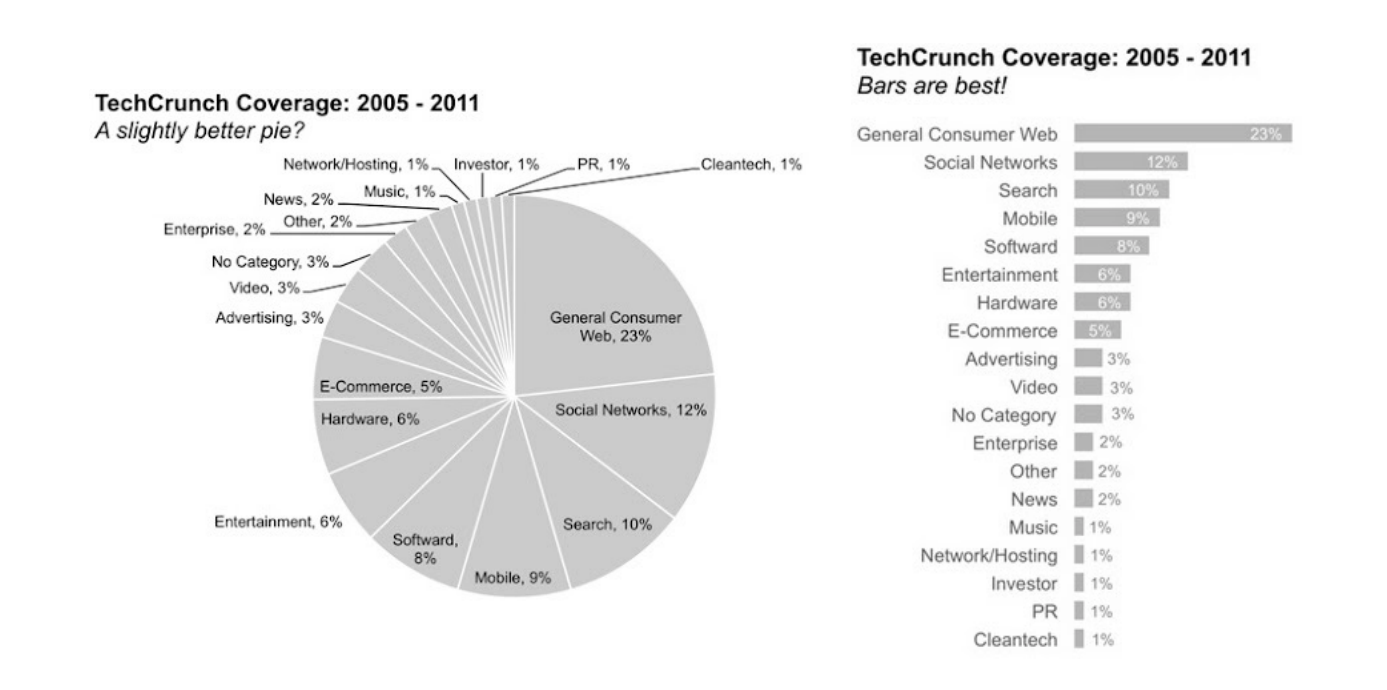 TechCrunch Coverage: 2005 - 2011
A slightly better pie?
Network/Hosting, 1%
Investor, 1%
PR, 1%
Cleantech, 1%
Music, 1%
News, 2%
Other, 2%
Enterprise, 2%
No Category, 3%
Video, 3%
Advertising, 3%
General Consumer
Web, 23%
E-Commerce, 5%
Social Networks, 12%
Hardware, 6%
Entertainment, 6%
Search, 10%
Softward,
8%
Mobile, 9%
TechCrunch Coverage: 2005 - 2011
Bars are best!
General Consumer Web 23%
Social Networks 12%
Search 10%
Mobile 9%
Softward 8%
Entertainment 6%
Hardware 6%
E-Commerce 5%
Advertising 3%
Video 3%
No Category 3%
Enterprise 2%
Other 2%
News 2%
Music 1%
Network/Hosting 1%
Investor 1%
PR 1%
Cleantech 1%